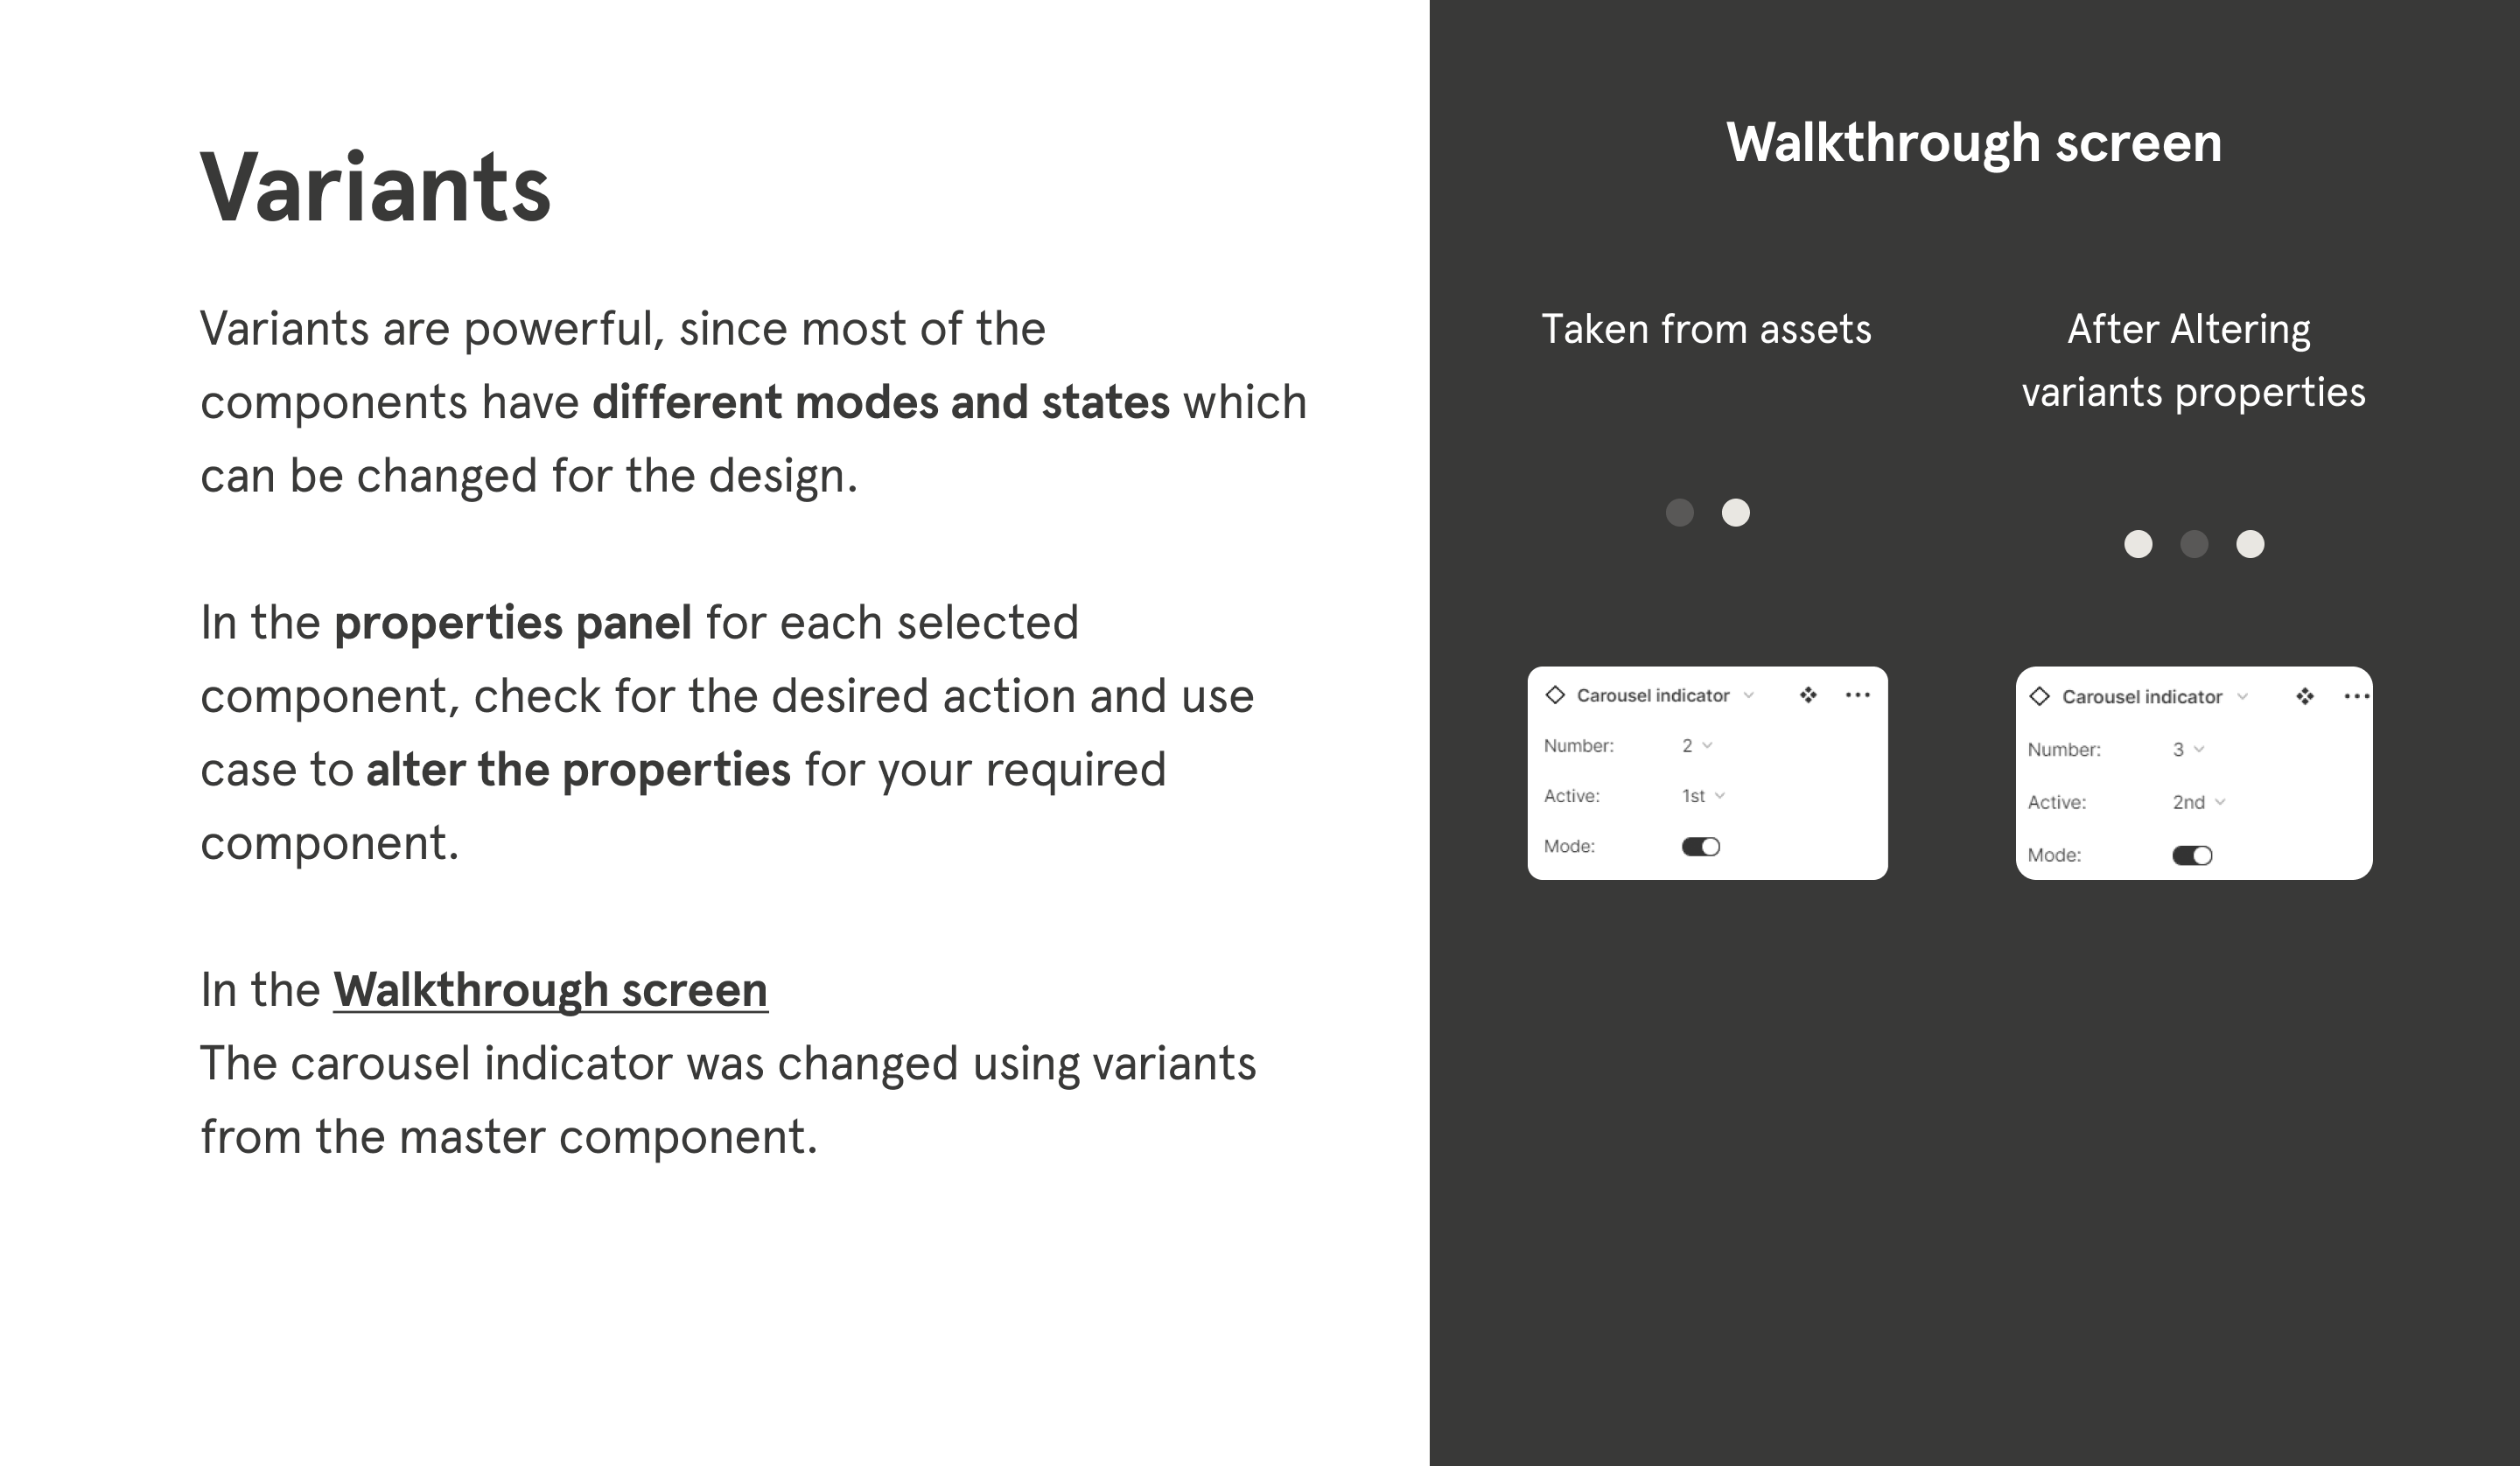 Variants
Variants are powerful, since most of the
components have different modes and states which
can be changed for the design.
In the properties panel for each selected
component, check for the desired action and use
case to alter the properties for your required
component.
In the Walkthrough screen
The carousel indicator was changed using variants
from the master component.
Walkthrough screen
Taken from assets
After Altering
variants properties
Carousel indicator
Number: 2
Active: 1st
Mode:
Carousel indicator
Number: 3
Active: 2nd
Mode: